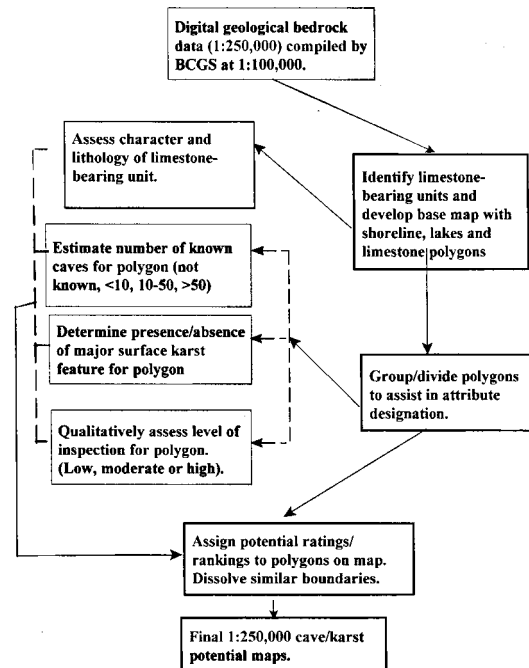 Digital geological bedrock
data (1:250,000) compiled by
BCGS at 1:100,000.
Assess character and
lithology of limestone-
bearing unit.
Identify limestone-
bearing units and
develop base map with
shoreline, lakes and
limestone polygons
Estimate number of known
caves for polygon (not
known, <10, 10-50, >50)
Determine presence/absence
of major surface karst
feature for polygon
Group/divide polygons
to assist in attribute
designation.
Qualitatively assess level of
inspection for polygon.
(Low, moderate or high).
Assign potential ratings/
rankings to polygons on map.
Dissolve similar boundaries.
Final 1:250,000 cave/karst
potential maps.